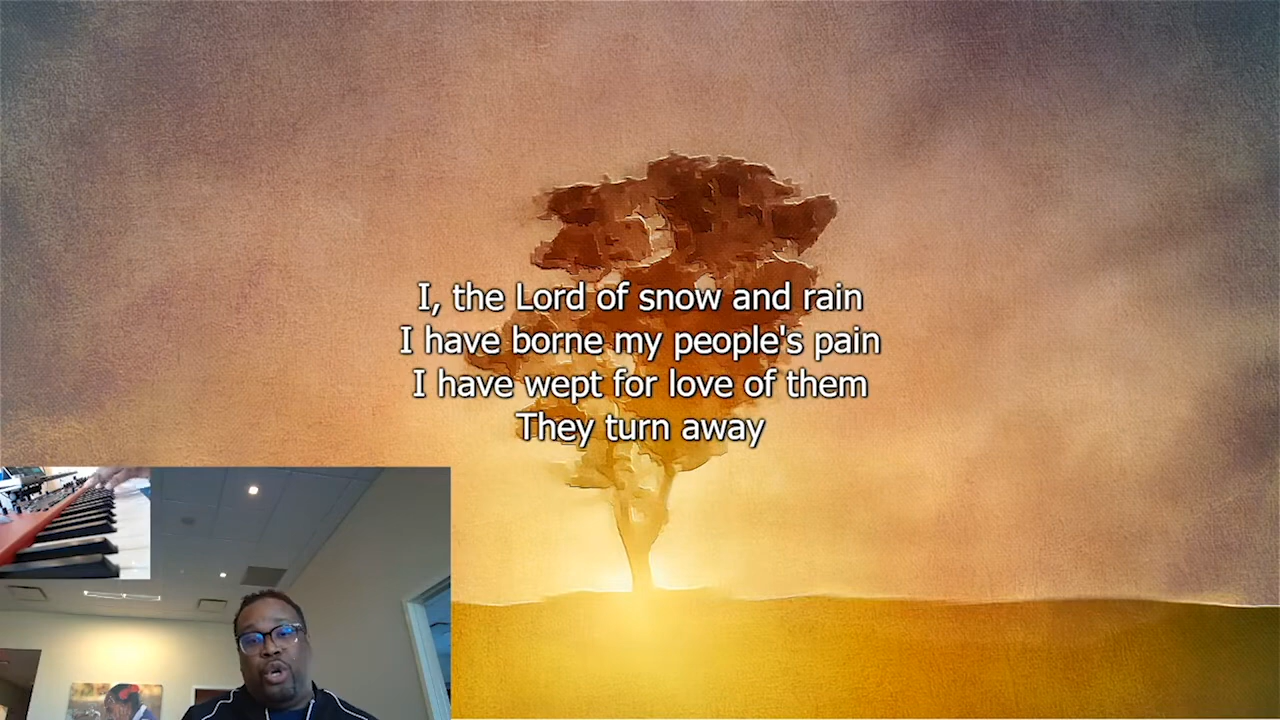 I, the Lord of snow and rain
I have borne my people's pain
I have wept for love of them
They turn away